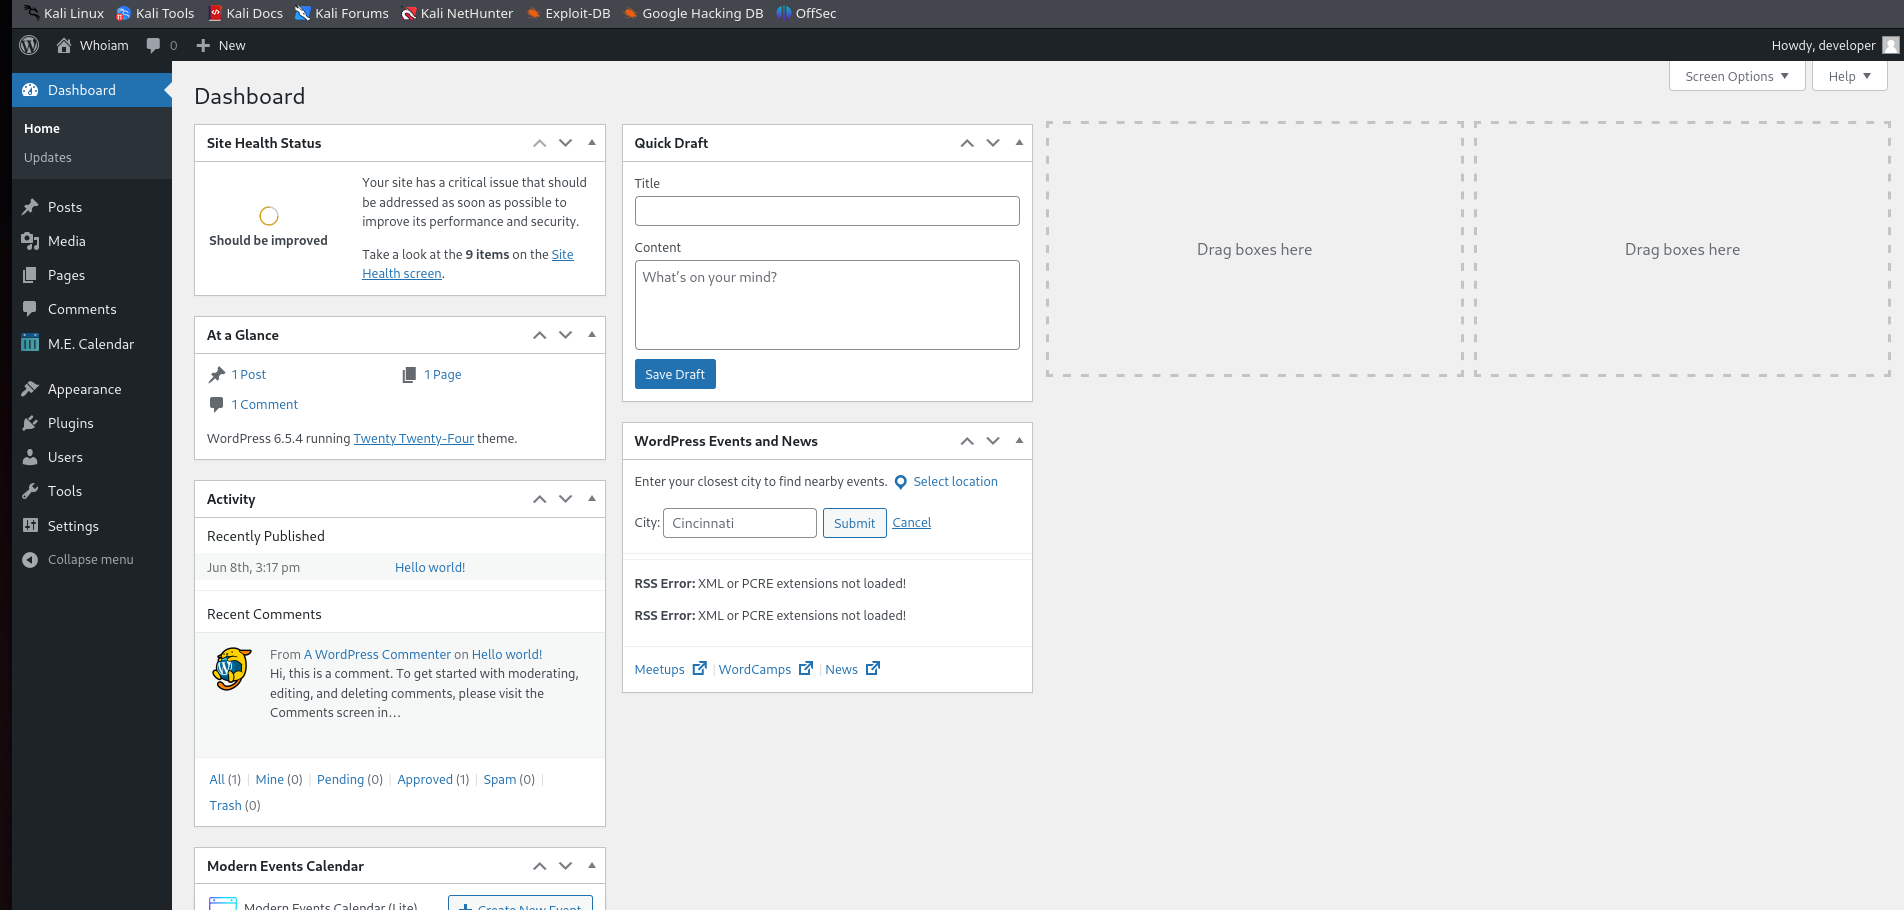 Kali Linux Kali Tools Kali Docs Kali Forums Kali NetHunter Exploit-DB Google Hacking DB OffSec
Whoiam 0 New Howdy, developer
Screen Options Help
Dashboard
Home
Updates
Posts
Media
Pages
Comments
M.E. Calendar
Appearance
Plugins
Users
Tools
Settings
Collapse menu
Dashboard
Site Health Status
Should be improved
Your site has a critical issue that should
be addressed as soon as possible to
improve its performance and security.
Take a look at the 9 items on the Site
Health screen.
At a Glance
1 Post 1 Page
1 Comment
WordPress 6.5.4 running Twenty Twenty-Four theme.
Activity
Recently Published
Jun 8th, 3:17 pm Hello world!
Recent Comments
From A WordPress Commenter on Hello world!
Hi, this is a comment. To get started with moderating,
editing, and deleting comments, please visit the
Comments screen in…
All (1) | Mine (0) | Pending (0) | Approved (1) | Spam (0) |
Trash (0)
Modern Events Calendar
Modern Events Calendar (Lite) Create New Event
Quick Draft
Title
Content
What's on your mind?
Save Draft
WordPress Events and News
Enter your closest city to find nearby events. Select location
City: Cincinnati Submit Cancel
RSS Error: XML or PCRE extensions not loaded!
RSS Error: XML or PCRE extensions not loaded!
Meetups | WordCamps | News
Drag boxes here
Drag boxes here